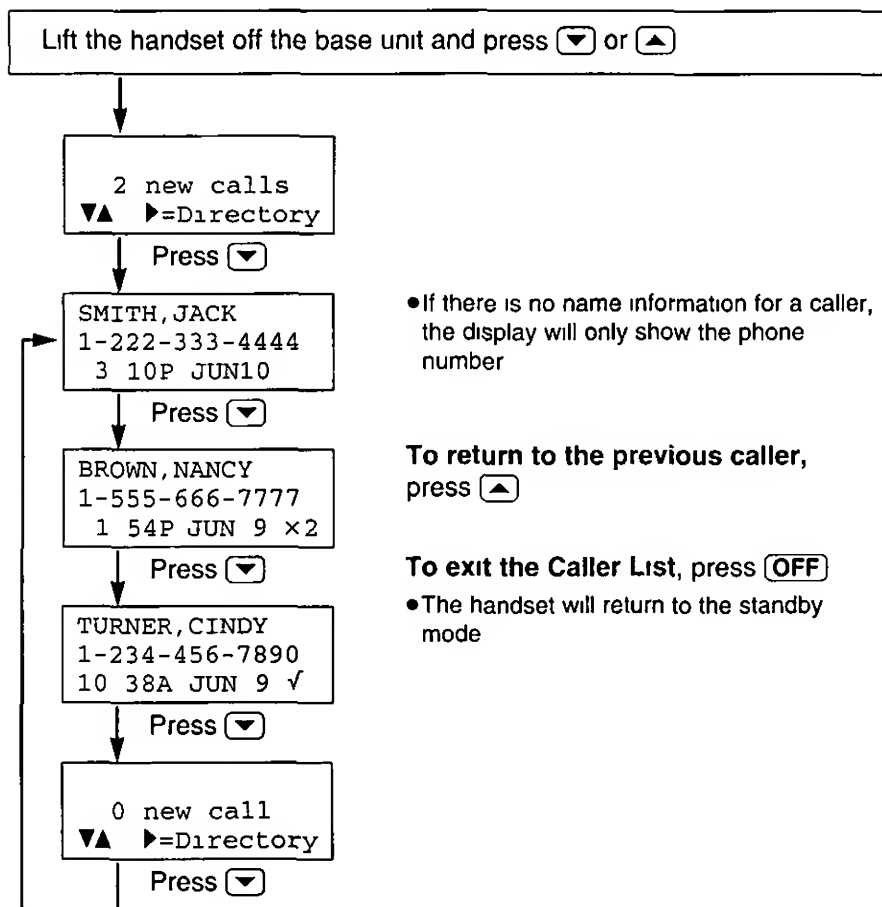 Lift the handset off the base unit and press ▼ or ▲
2 new calls
▼▲ ▶=Directory
Press ▼
SMITH,JACK
1-222-333-4444
3 10P JUN10
●If there is no name information for a caller,
the display will only show the phone
number
Press ▼
BROWN,NANCY
1-555-666-7777
1 54P JUN 9 ×2
To return to the previous caller,
press ▲
Press ▼
To exit the Caller List, press OFF
●The handset will return to the standby
mode
TURNER,CINDY
1-234-456-7890
10 38A JUN 9 √
Press ▼
0 new call
▼▲ ▶=Directory
Press ▼